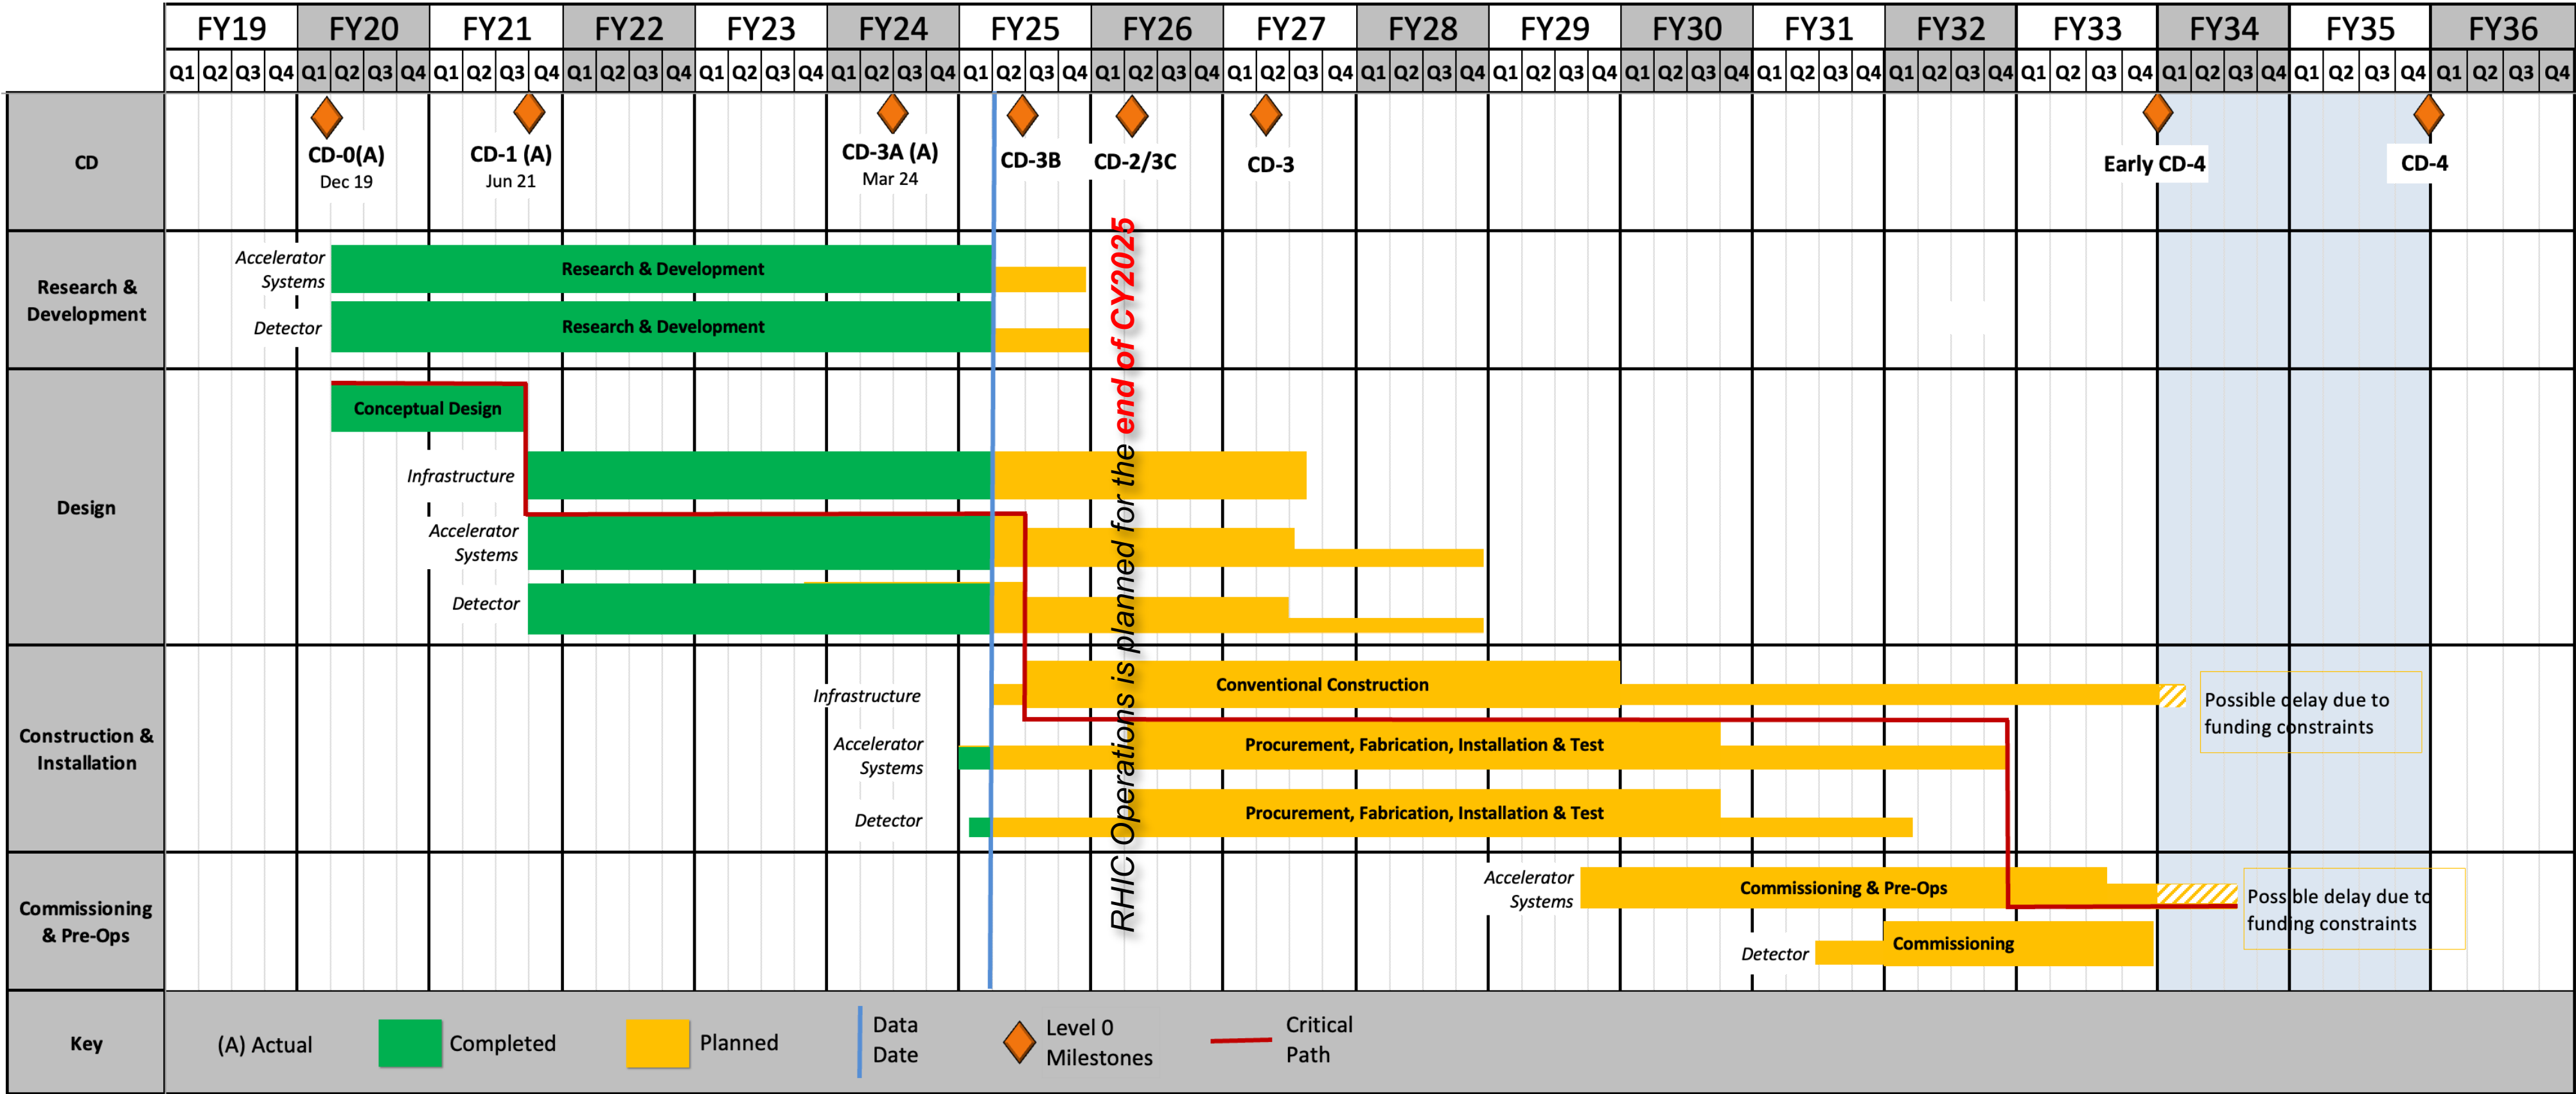 FY19 FY20 FY21 FY22 FY23 FY24 FY25 FY26 FY27 FY28 FY29 FY30 FY31 FY32 FY33 FY34 FY35 FY36
Q1 Q2 Q3 Q4 Q1 Q2 Q3 Q4 Q1 Q2 Q3 Q4 Q1 Q2 Q3 Q4 Q1 Q2 Q3 Q4 Q1 Q2 Q3 Q4 Q1 Q2 Q3 Q4 Q1 Q2 Q3 Q4 Q1 Q2 Q3 Q4 Q1 Q2 Q3 Q4 Q1 Q2 Q3 Q4 Q1 Q2 Q3 Q4 Q1 Q2 Q3 Q4 Q1 Q2 Q3 Q4 Q1 Q2 Q3 Q4 Q1 Q2 Q3 Q4 Q1 Q2 Q3 Q4 Q1 Q2 Q3 Q4
CD
CD-0(A)
Dec 19
CD-1 (A)
Jun 21
CD-3A (A)
Mar 24
CD-3B
CD-2/3C
CD-3
Early CD-4
CD-4
RHIC Operations is planned for the end of CY2025
Research &
Development
Accelerator
Systems
Research & Development
Detector
Research & Development
Design
Conceptual Design
Infrastructure
Accelerator
Systems
Detector
Construction &
Installation
Infrastructure
Conventional Construction
Possible delay due to
funding constraints
Accelerator
Systems
Procurement, Fabrication, Installation & Test
Detector
Procurement, Fabrication, Installation & Test
Commissioning
& Pre-Ops
Accelerator
Systems
Commissioning & Pre-Ops
Possible delay due to
funding constraints
Detector
Commissioning
Key
(A) Actual
Completed
Planned
Data
Date
Level 0
Milestones
Critical
Path